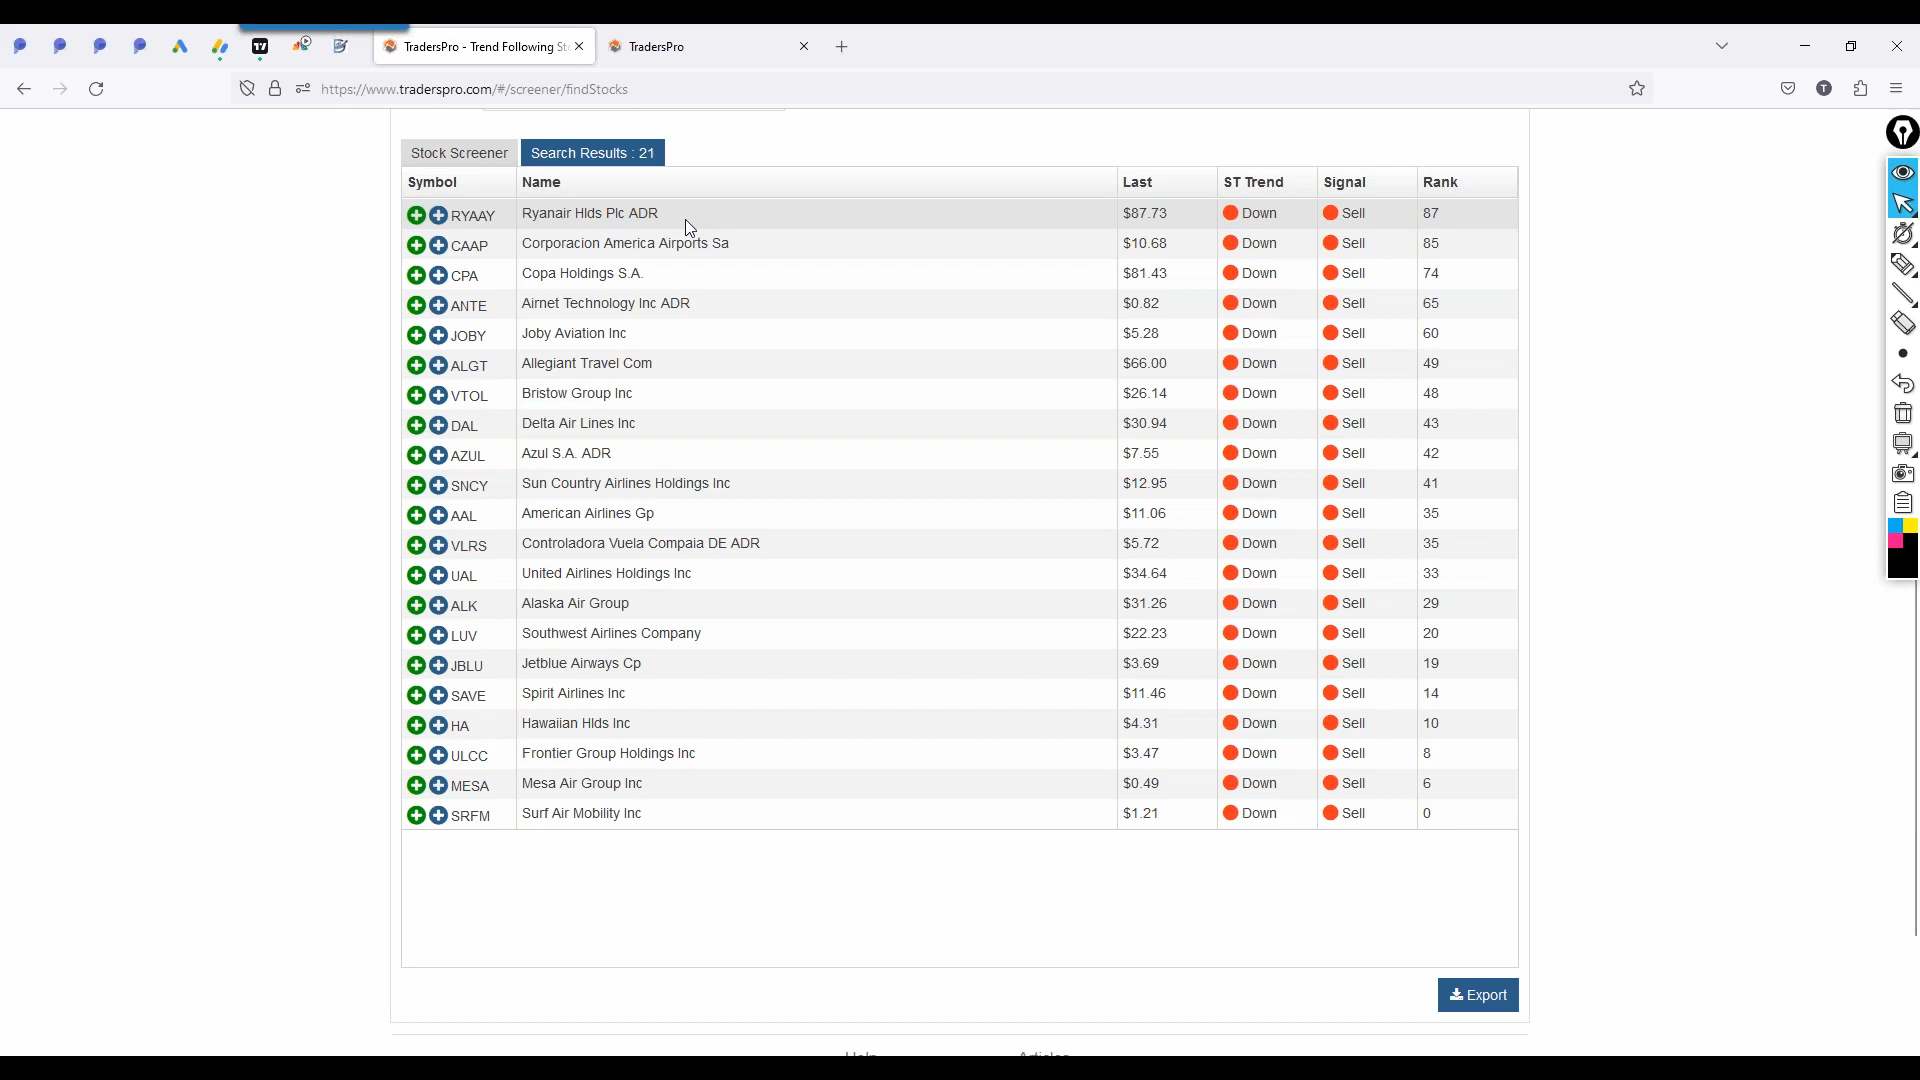 TradersPro - Trend Following Sto
TradersPro
https://www.traderspro.com/#/screener/findStocks
T
Stock Screener Search Results : 21
Symbol Name Last ST Trend Signal Rank
RYAAY Ryanair Hlds Plc ADR $87.73 Down Sell 87
CAAP Corporacion America Airports Sa $10.68 Down Sell 85
CPA Copa Holdings S.A. $81.43 Down Sell 74
ANTE Airnet Technology Inc ADR $0.82 Down Sell 65
JOBY Joby Aviation Inc $5.28 Down Sell 60
ALGT Allegiant Travel Com $66.00 Down Sell 49
VTOL Bristow Group Inc $26.14 Down Sell 48
DAL Delta Air Lines Inc $30.94 Down Sell 43
AZUL Azul S.A. ADR $7.55 Down Sell 42
SNCY Sun Country Airlines Holdings Inc $12.95 Down Sell 41
AAL American Airlines Gp $11.06 Down Sell 35
VLRS Controladora Vuela Compaia DE ADR $5.72 Down Sell 35
UAL United Airlines Holdings Inc $34.64 Down Sell 33
ALK Alaska Air Group $31.26 Down Sell 29
LUV Southwest Airlines Company $22.23 Down Sell 20
JBLU Jetblue Airways Cp $3.69 Down Sell 19
SAVE Spirit Airlines Inc $11.46 Down Sell 14
HA Hawaiian Hlds Inc $4.31 Down Sell 10
ULCC Frontier Group Holdings Inc $3.47 Down Sell 8
MESA Mesa Air Group Inc $0.49 Down Sell 6
SRFM Surf Air Mobility Inc $1.21 Down Sell 0
Export